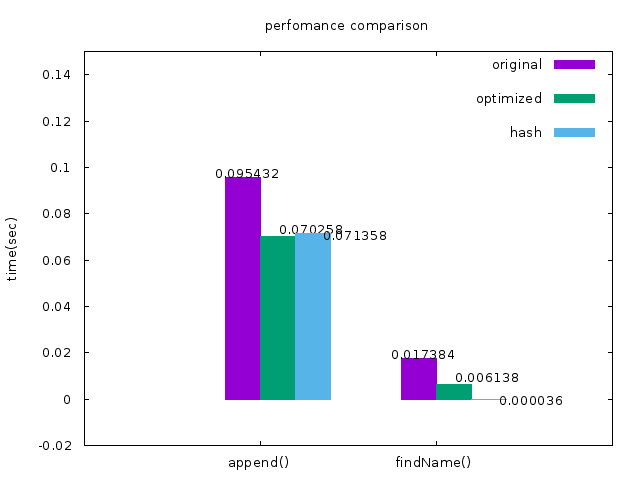 perfomance comparison
original
optimized
hash
0.14
0.12
0.1
0.08
0.06
0.04
0.02
0
-0.02
time(sec)
0.095432
0.070258
0.071358
0.017384
0.006138
0.000036
append()
findName()